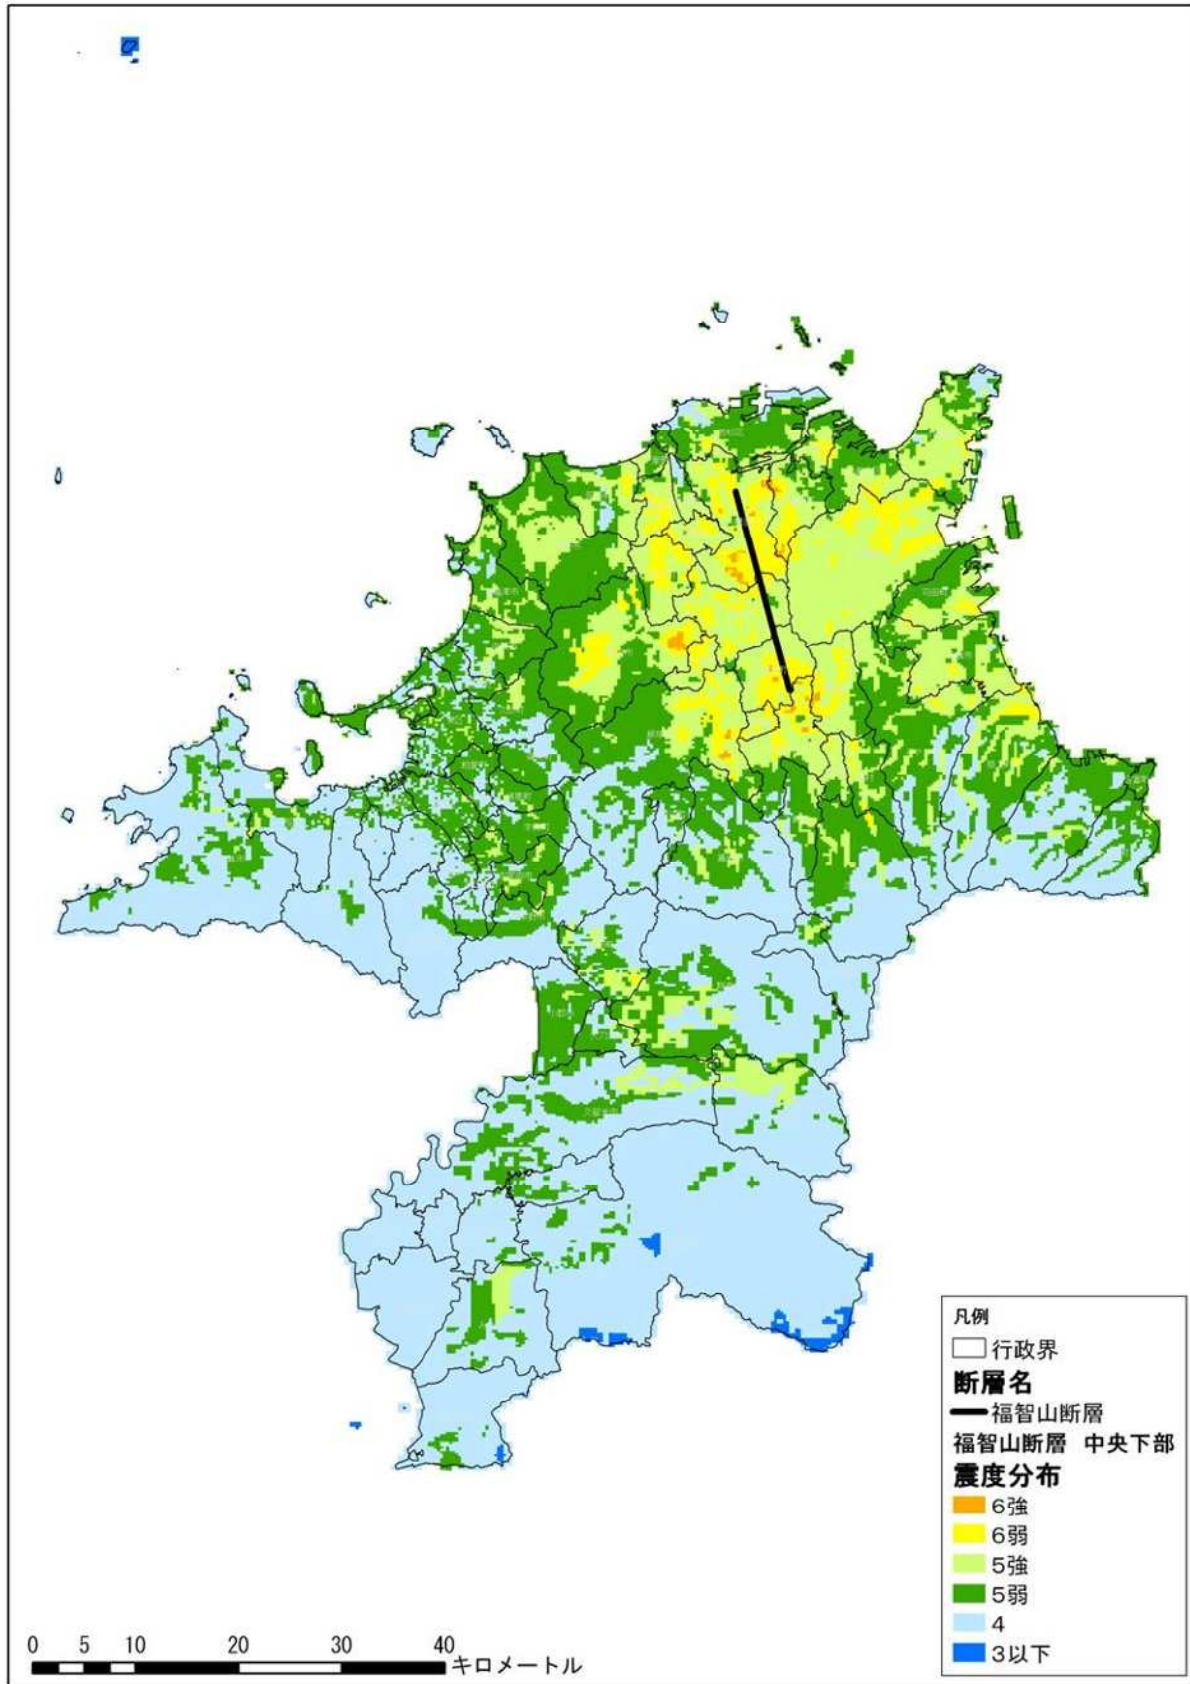 凡例
行政界
断層名
福智山断層
福智山断層 中央下部
震度分布
6強
6弱
5強
5弱
4
3以下
0 5 10 20 30 40
キロメートル